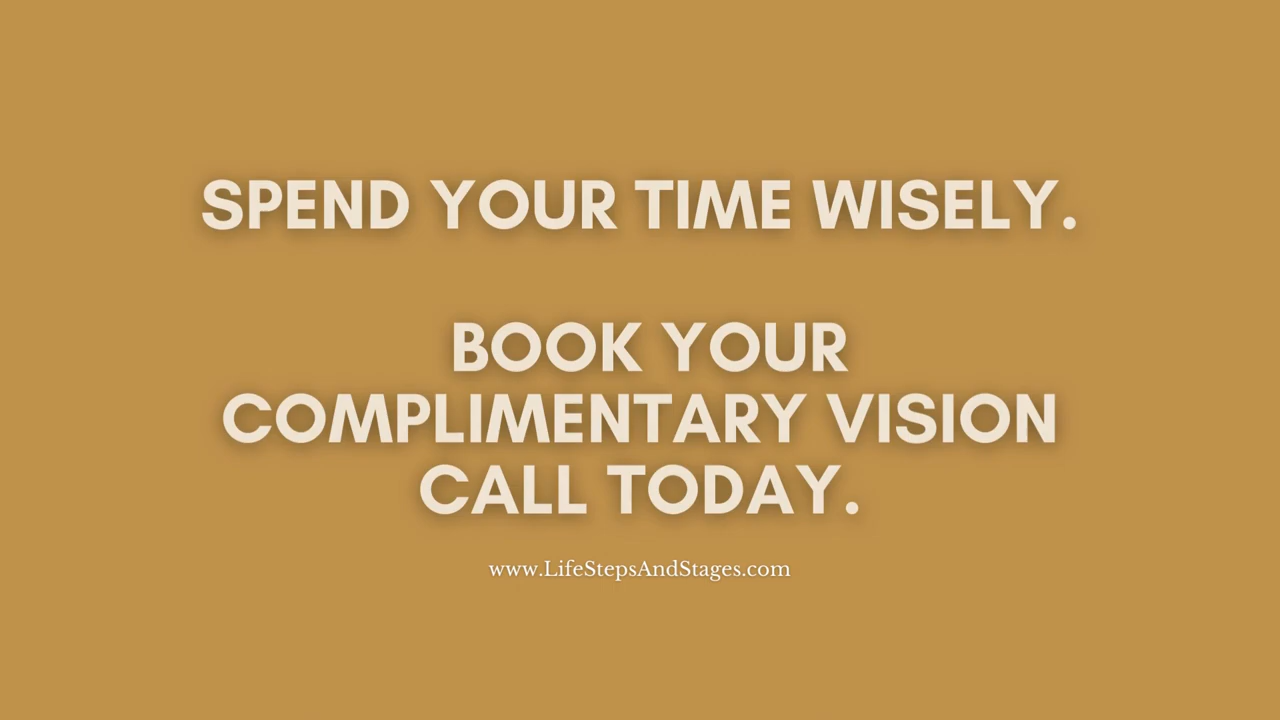 SPEND YOUR TIME WISELY.
BOOK YOUR
COMPLIMENTARY VISION
CALL TODAY.
www.LifeStepsAndStages.com